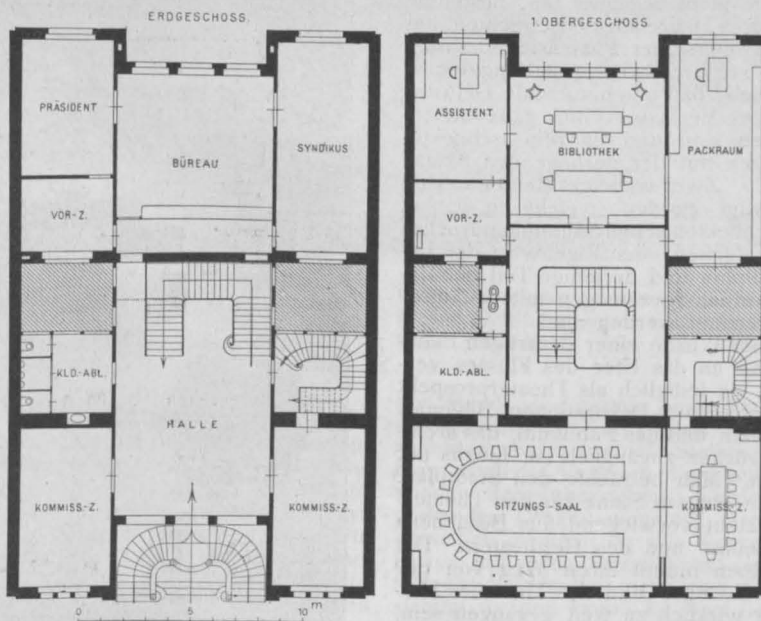 ERDGESCHOSS.
PRÄSIDENT
BÜREAU
SYNDIKUS
VOR-Z.
KLD.-ABL.
HALLE
KOMMISS-Z.
KOMMISS-Z.
0 5 10 m
1. OBERGESCHOSS.
ASSISTENT
BIBLIOTHEK
PACKRAUM
VOR-Z.
KLD.-ABL.
SITZUNGS-SAAL
KOMMISS-Z.